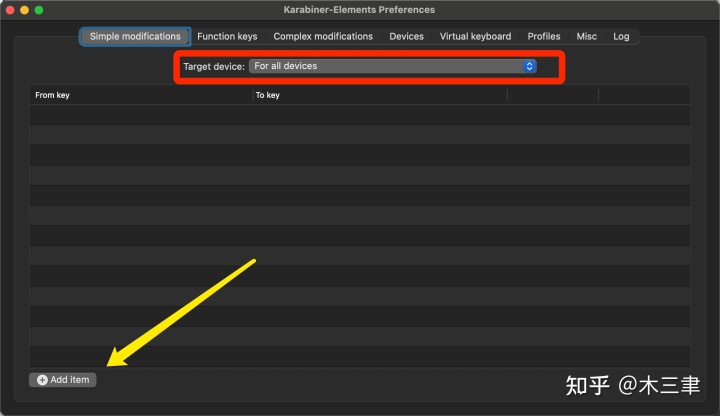 Karabiner-Elements Preferences
Simple modifications Function keys Complex modifications Devices Virtual keyboard Profiles Misc Log
Target device: For all devices
From key To key
Add item
知乎 @木三聿